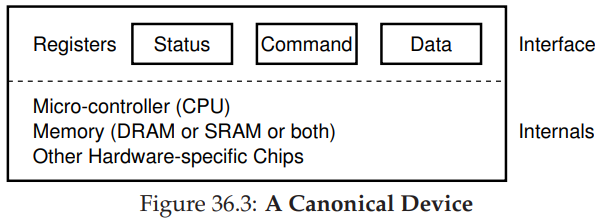 Registers Status Command Data Interface
Micro-controller (CPU)
Memory (DRAM or SRAM or both) Internals
Other Hardware-specific Chips
Figure 36.3: A Canonical Device